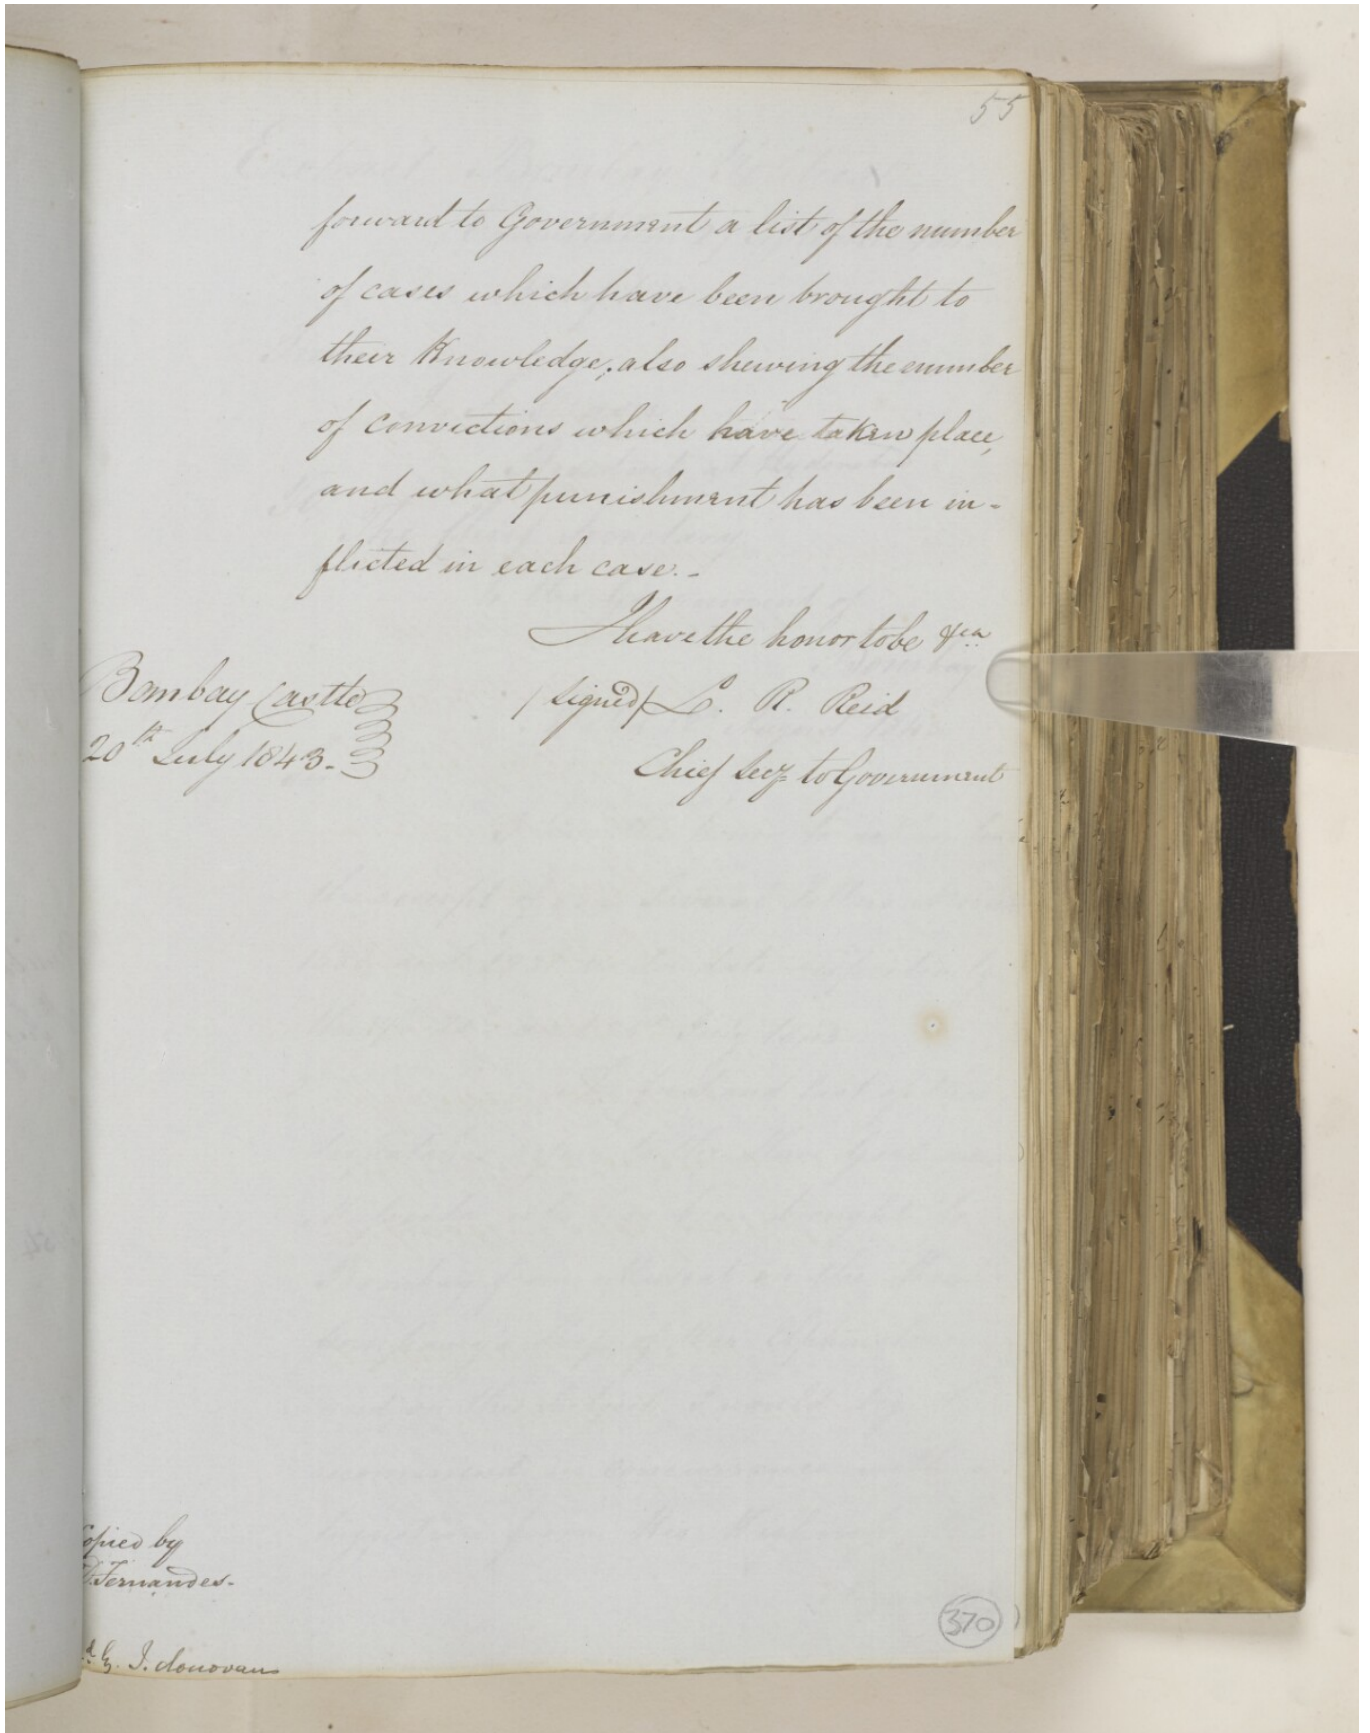 55
forward to Government a list of the number
of cases which have been brought to
their Knowledge; also shewing the number
of convictions which have taken place,
and what punishment has been in-
flicted in each case.-
I have the honor to be &ca
Bombay Castle
20th July 1843.-
/signed/ L. R. Reid
Chief Secy to Government
Copied by
Fernandes.
J. donovan
370